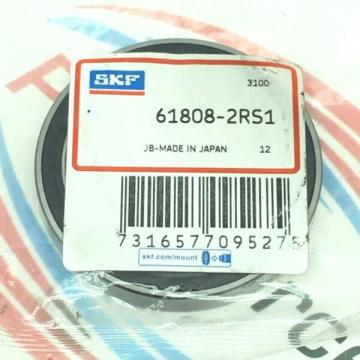 SKF
3100
61808-2RS1
JB-MADE IN JAPAN 12
7316577095275
skf.com/mount